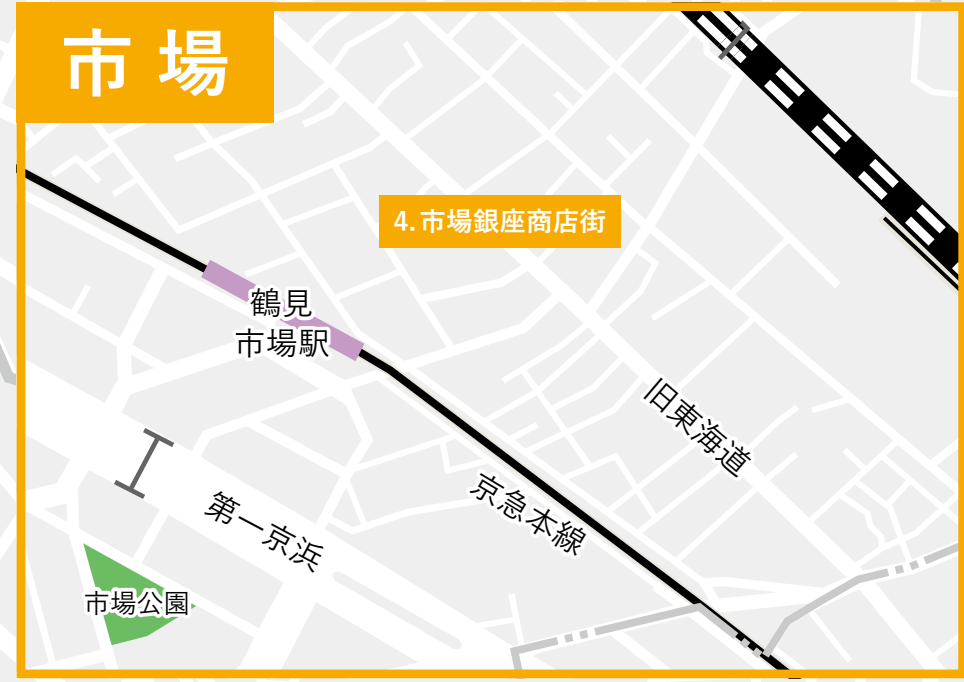 市場
4.市場銀座商店街
鶴見
市場駅
旧東海道
京急本線
第一京浜
市場公園